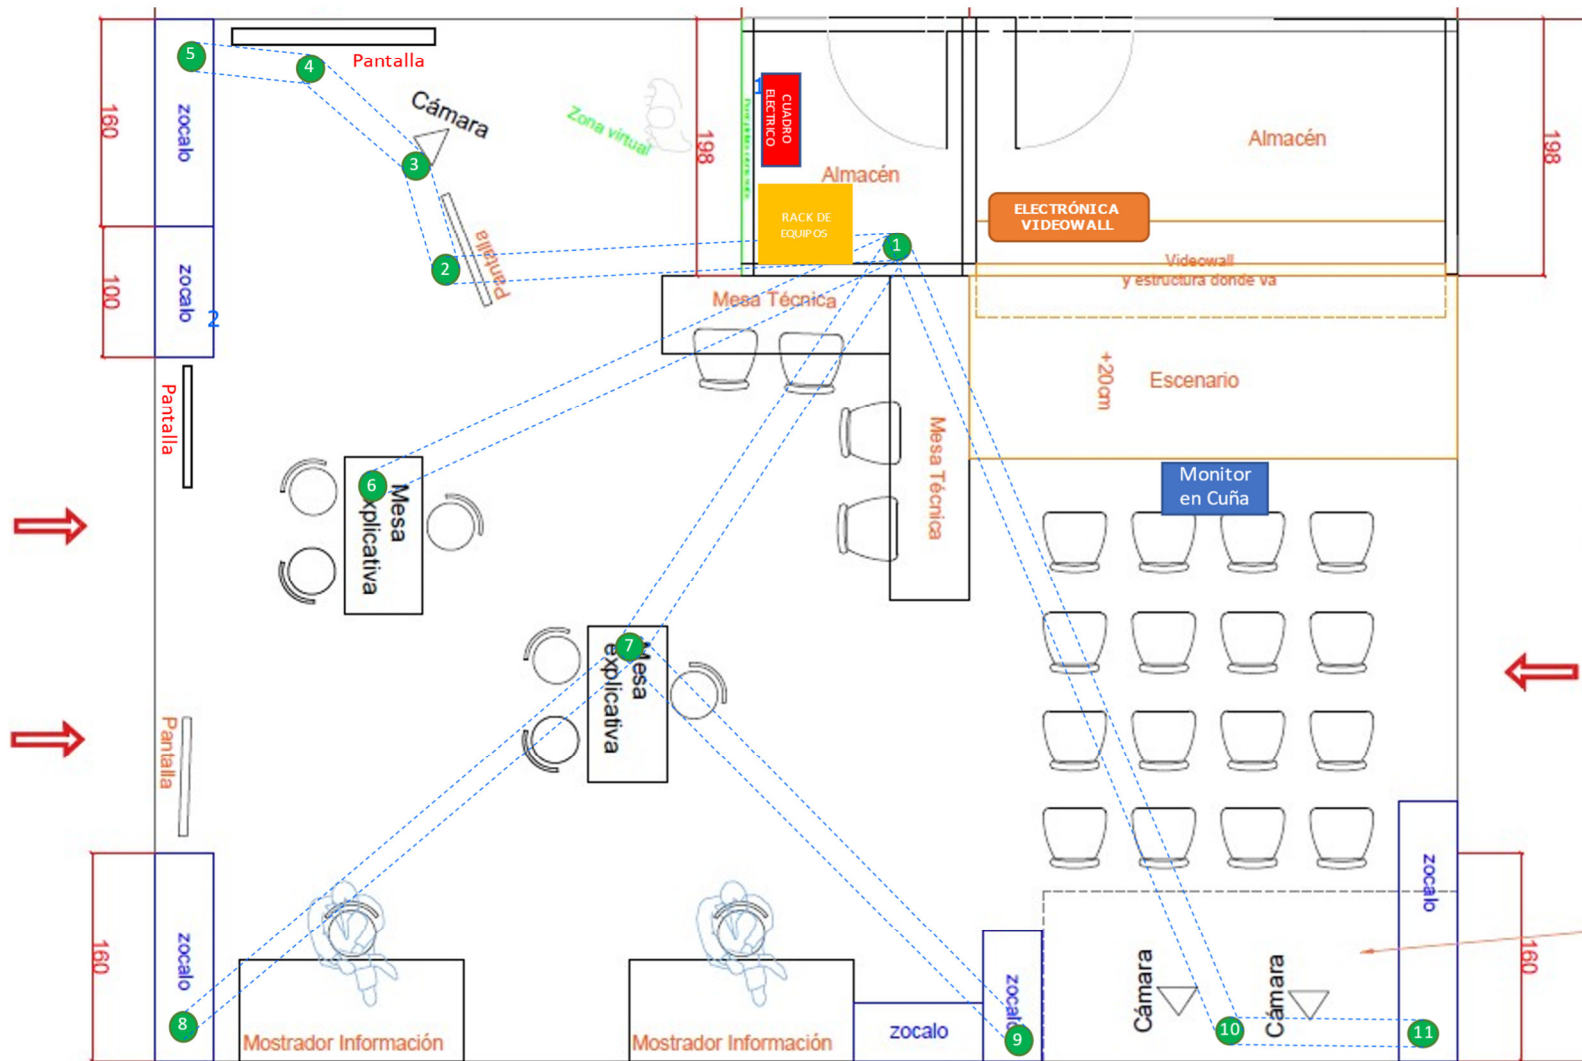 5
4
Pantalla
160
zocalo
Cámara
3
Zona virtual
198
1
CUADRO
ELECTRICO
Almacén
RACK DE
EQUIPOS
1
Almacén
ELECTRÓNICA
VIDEOWALL
198
100
zocalo
2
2
Pantalla
Mesa Técnica
Videowall
y estructura donde va
+20cm
Escenario
Pantalla
Mesa Técnica
Monitor
en Cuña
6
Mesa
xplicativa
7
Mesa
explicativa
Pantalla
160
zocalo
8
Mostrador Información
Mostrador Información
zocalo
zocalo
9
Cámara
10
Cámara
11
zocalo
160